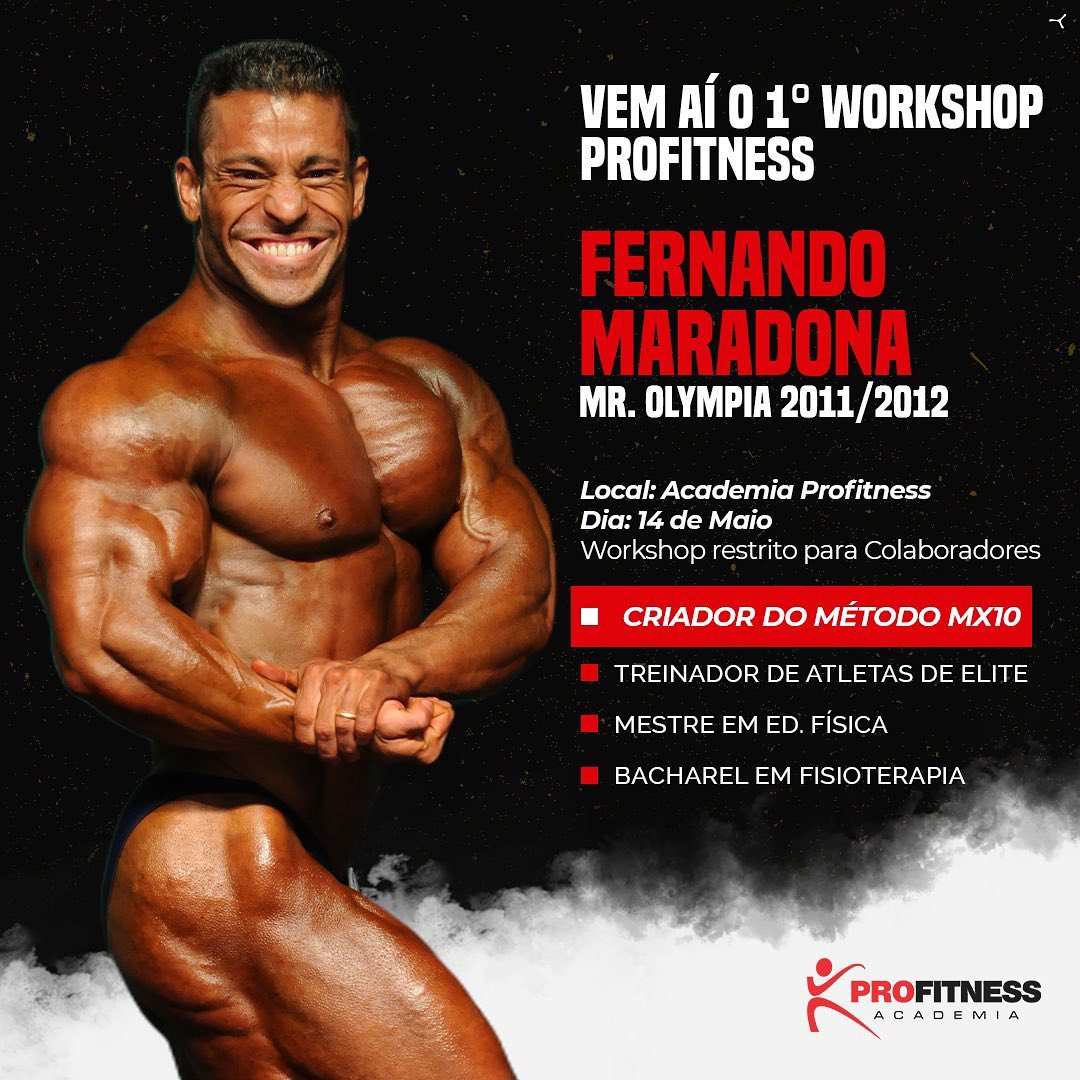 VEM AÍ O 1º WORKSHOP
PROFITNESS
FERNANDO
MARADONA
MR. OLYMPIA 2011/2012
Local: Academia Profitness
Dia: 14 de Maio
Workshop restrito para Colaboradores
CRIADOR DO MÉTODO MX10
TREINADOR DE ATLETAS DE ELITE
MESTRE EM ED. FÍSICA
BACHAREL EM FISIOTERAPIA
PROFITNESS
ACADEMIA